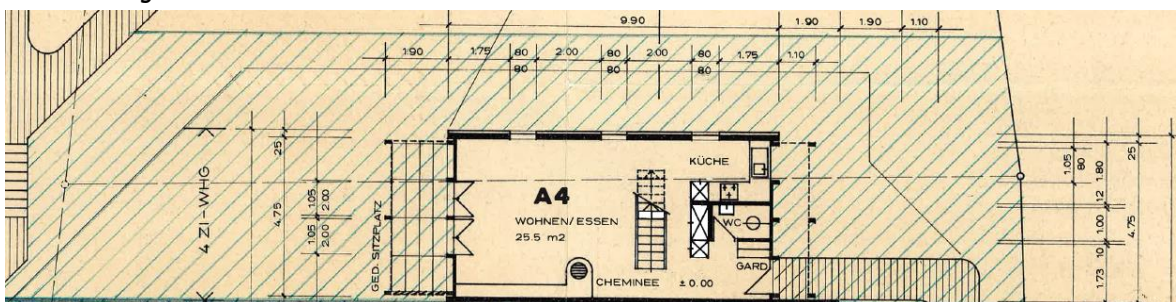 9.90 1.90 1.90 1.10
1.90 1.75 80 2.00 80 2.00 80 1.75 1.10
80 80 80
4 ZI-WHG
25
4.75
1.05 1.05
2.00 2.00
GED. SITZPLATZ
A4
WOHNEN/ESSEN
25.5 m2
KÜCHE
WC
GARD
CHEMINEE ± 0.00
1.05
80
1.73 10 1.00 12 1.80
4.75
25